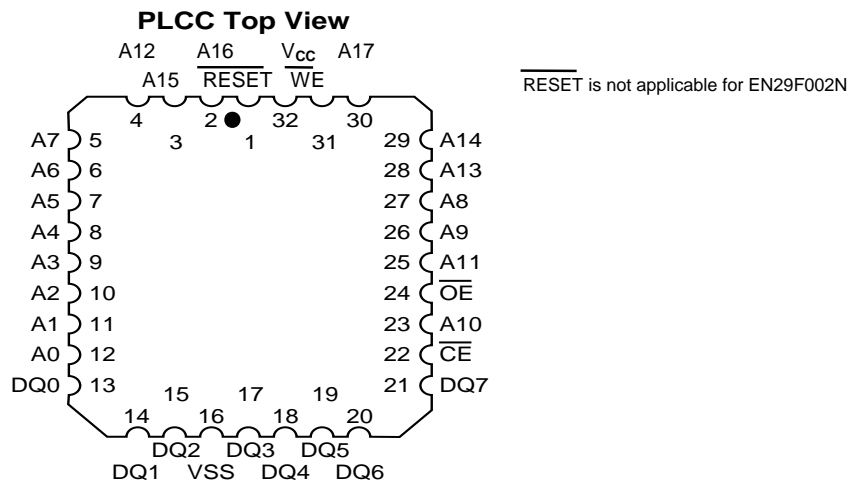 PLCC Top View
A12 A16 VCC A17
A15 RESET WE
RESET is not applicable for EN29F002N
4 2 32 30
3 1 31
A7 5 29 A14
A6 6 28 A13
A5 7 27 A8
A4 8 26 A9
A3 9 25 A11
A2 10 24 OE
A1 11 23 A10
A0 12 22 CE
DQ0 13 21 DQ7
15 17 19
14 16 18 20
DQ2 DQ3 DQ5
DQ1 VSS DQ4 DQ6